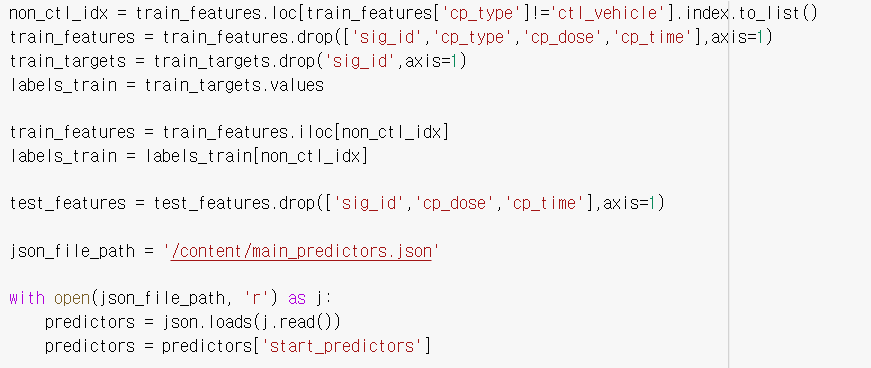 non_ctl_idx = train_features.loc[train_features['cp_type']!='ctl_vehicle'].index.to_list()
train_features = train_features.drop(['sig_id','cp_type','cp_dose','cp_time'],axis=1)
train_targets = train_targets.drop('sig_id',axis=1)
labels_train = train_targets.values

train_features = train_features.iloc[non_ctl_idx]
labels_train = labels_train[non_ctl_idx]

test_features = test_features.drop(['sig_id','cp_dose','cp_time'],axis=1)

json_file_path = '/content/main_predictors.json'

with open(json_file_path, 'r') as j:
    predictors = json.loads(j.read())
    predictors = predictors['start_predictors']